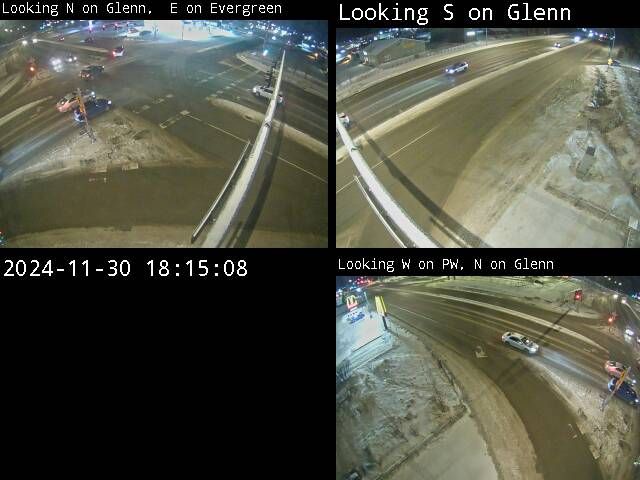 Looking N on Glenn,  E on Evergreen
Looking S on Glenn
2024-11-30 18:15:08
Looking W on PW, N on Glenn